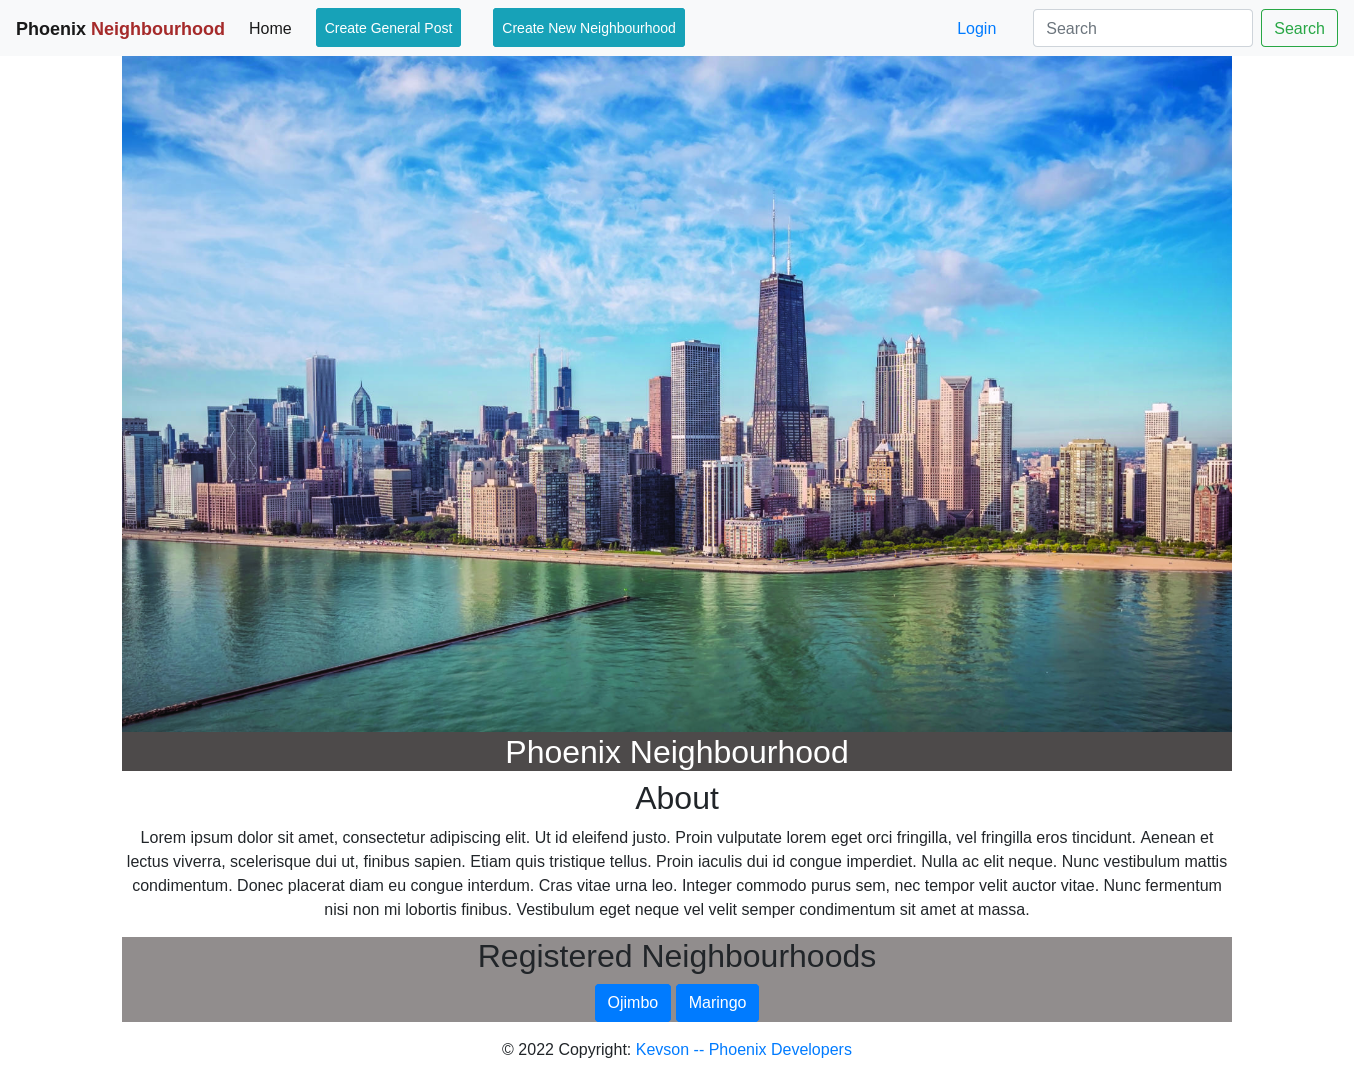 Phoenix Neighbourhood Home Create General Post Create New Neighbourhood Login Search Search
Phoenix Neighbourhood
About
Lorem ipsum dolor sit amet, consectetur adipiscing elit. Ut id eleifend justo. Proin vulputate lorem eget orci fringilla, vel fringilla eros tincidunt. Aenean et
lectus viverra, scelerisque dui ut, finibus sapien. Etiam quis tristique tellus. Proin iaculis dui id congue imperdiet. Nulla ac elit neque. Nunc vestibulum mattis
condimentum. Donec placerat diam eu congue interdum. Cras vitae urna leo. Integer commodo purus sem, nec tempor velit auctor vitae. Nunc fermentum
nisi non mi lobortis finibus. Vestibulum eget neque vel velit semper condimentum sit amet at massa.
Registered Neighbourhoods
Ojimbo Maringo
© 2022 Copyright: Kevson -- Phoenix Developers